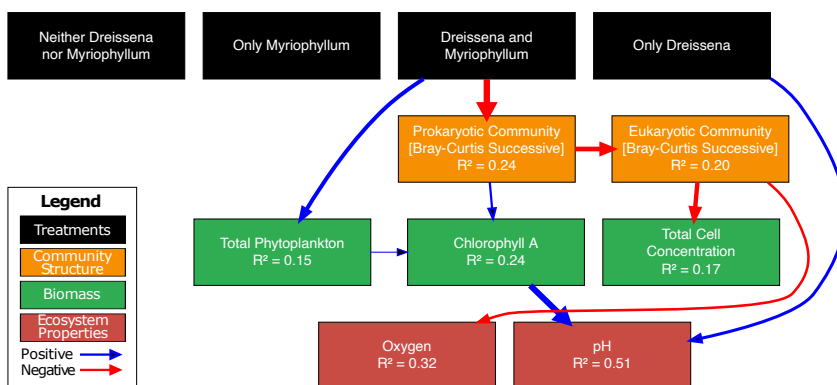 Neither Dreissena
nor Myriophyllum
Only Myriophyllum
Dreissena and
Myriophyllum
Only Dreissena
Prokaryotic Community
[Bray-Curtis Successive]
R² = 0.24
Eukaryotic Community
[Bray-Curtis Successive]
R² = 0.20
Total Phytoplankton
R² = 0.15
Chlorophyll A
R² = 0.24
Total Cell
Concentration
R² = 0.17
Oxygen
R² = 0.32
pH
R² = 0.51
Legend
Treatments
Community
Structure
Biomass
Ecosystem
Properties
Positive
Negative